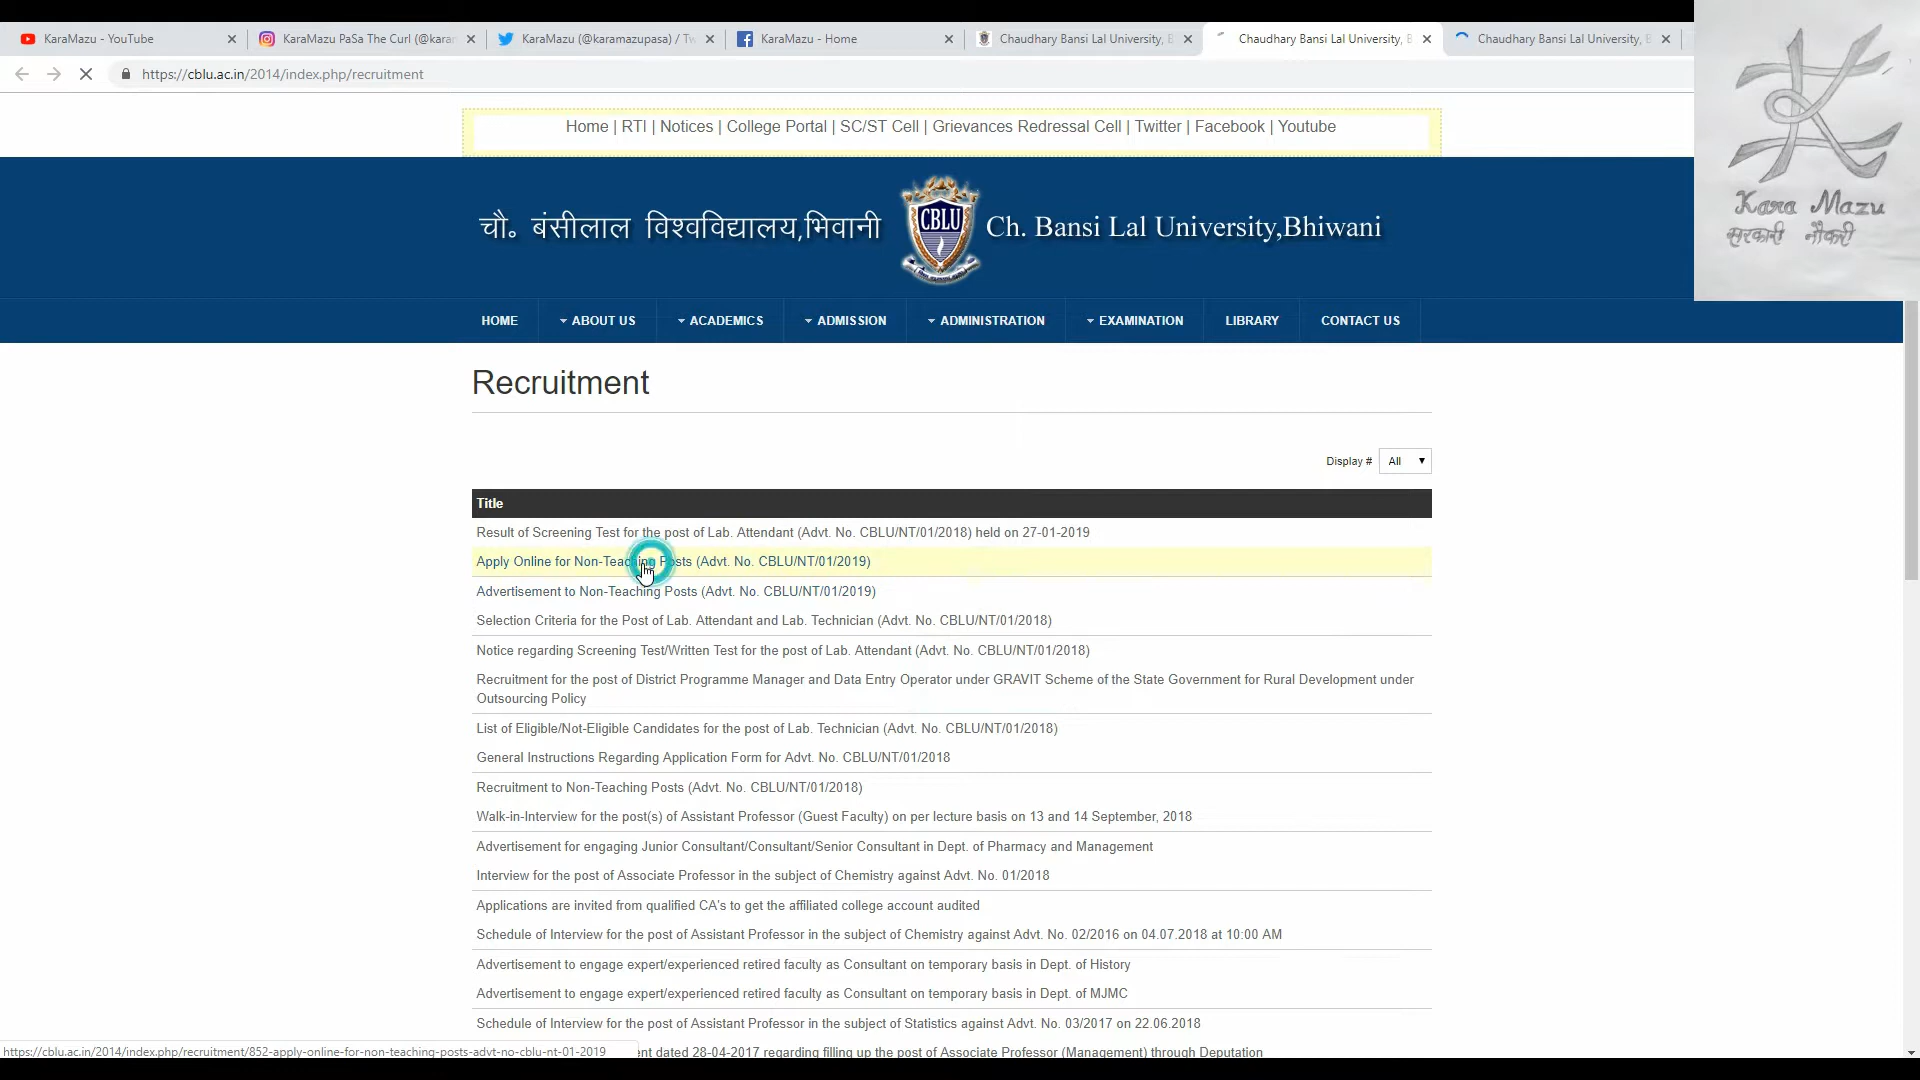 KaraMazu - YouTube
KaraMazu PaSa The Curl (@karam
KaraMazu (@karamazupasa) / Tw
KaraMazu - Home
Chaudhary Bansi Lal University, B
Chaudhary Bansi Lal University, B
Chaudhary Bansi Lal University, B
https://cblu.ac.in/2014/index.php/recruitment
Kara Mazu
सरकारी नौकरी
Home | RTI | Notices | College Portal | SC/ST Cell | Grievances Redressal Cell | Twitter | Facebook | Youtube
चौ॰ बंसीलाल विश्वविद्यालय,भिवानी CBLU Ch. Bansi Lal University,Bhiwani
HOME ABOUT US ACADEMICS ADMISSION ADMINISTRATION EXAMINATION LIBRARY CONTACT US
Recruitment
Display # All
Title
Result of Screening Test for the post of Lab. Attendant (Advt. No. CBLU/NT/01/2018) held on 27-01-2019
Apply Online for Non-Teaching Posts (Advt. No. CBLU/NT/01/2019)
Advertisement to Non-Teaching Posts (Advt. No. CBLU/NT/01/2019)
Selection Criteria for the Post of Lab. Attendant and Lab. Technician (Advt. No. CBLU/NT/01/2018)
Notice regarding Screening Test/Written Test for the post of Lab. Attendant (Advt. No. CBLU/NT/01/2018)
Recruitment for the post of District Programme Manager and Data Entry Operator under GRAVIT Scheme of the State Government for Rural Development under
Outsourcing Policy
List of Eligible/Not-Eligible Candidates for the post of Lab. Technician (Advt. No. CBLU/NT/01/2018)
General Instructions Regarding Application Form for Advt. No. CBLU/NT/01/2018
Recruitment to Non-Teaching Posts (Advt. No. CBLU/NT/01/2018)
Walk-in-Interview for the post(s) of Assistant Professor (Guest Faculty) on per lecture basis on 13 and 14 September, 2018
Advertisement for engaging Junior Consultant/Consultant/Senior Consultant in Dept. of Pharmacy and Management
Interview for the post of Associate Professor in the subject of Chemistry against Advt. No. 01/2018
Applications are invited from qualified CA's to get the affiliated college account audited
Schedule of Interview for the post of Assistant Professor in the subject of Chemistry against Advt. No. 02/2016 on 04.07.2018 at 10:00 AM
Advertisement to engage expert/experienced retired faculty as Consultant on temporary basis in Dept. of History
Advertisement to engage expert/experienced retired faculty as Consultant on temporary basis in Dept. of MJMC
Schedule of Interview for the post of Assistant Professor in the subject of Statistics against Advt. No. 03/2017 on 22.06.2018
https://cblu.ac.in/2014/index.php/recruitment/852-apply-online-for-non-teaching-posts-advt-no-cblu-nt-01-2019
nt dated 28-04-2017 regarding filling up the post of Associate Professor (Management) through Deputation